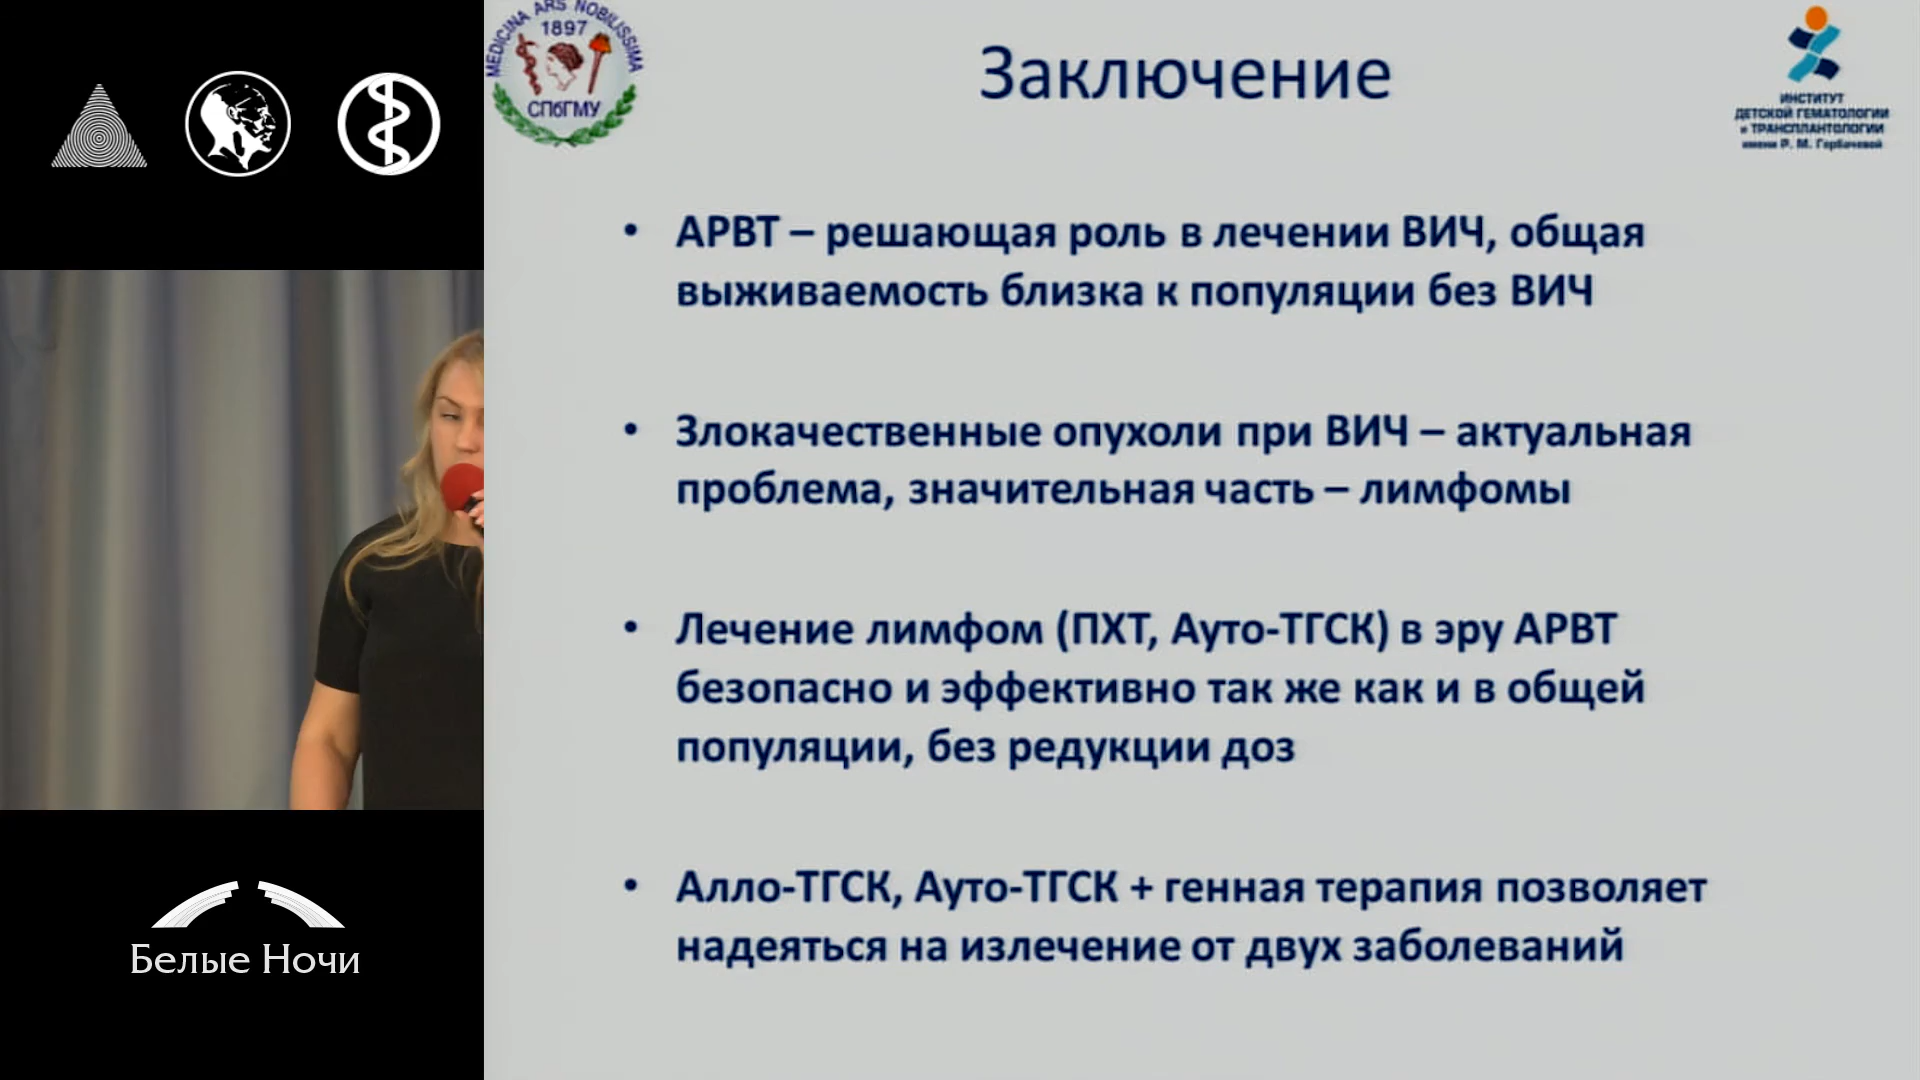 MEDICINA ARS NOBILISSIMA
1897
СПбГМУ
Заключение
ИНСТИТУТ
ДЕТСКОЙ ГЕМАТОЛОГИИ
и ТРАНСПЛАНТОЛОГИИ
имени Р. М. Горбачевой
• АРВТ – решающая роль в лечении ВИЧ, общая
выживаемость близка к популяции без ВИЧ
• Злокачественные опухоли при ВИЧ – актуальная
проблема, значительная часть – лимфомы
• Лечение лимфом (ПХТ, Ауто-ТГСК) в эру АРВТ
безопасно и эффективно так же как и в общей
популяции, без редукции доз
• Алло-ТГСК, Ауто-ТГСК + генная терапия позволяет
надеяться на излечение от двух заболеваний
Белые Ночи